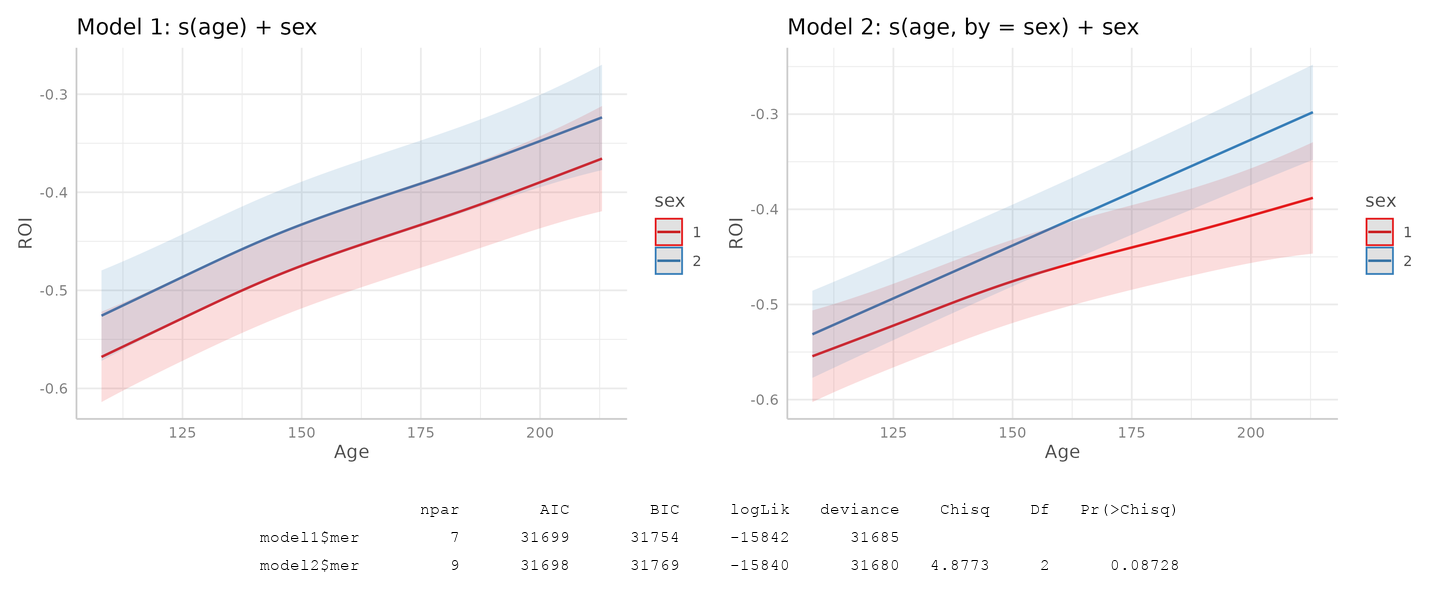 Model 1: s(age) + sex
-0.3
-0.4
-0.5
-0.6
ROI
125 150 175 200
Age
sex
1
2
Model 2: s(age, by = sex) + sex
-0.3
-0.4
-0.5
-0.6
ROI
125 150 175 200
Age
sex
1
2
npar AIC BIC logLik deviance Chisq Df Pr(>Chisq)
model1$mer 7 31699 31754 -15842 31685
model2$mer 9 31698 31769 -15840 31680 4.8773 2 0.08728